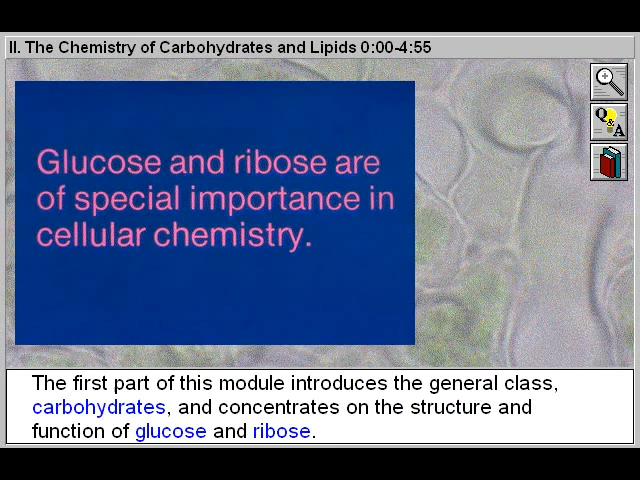 II. The Chemistry of Carbohydrates and Lipids 0:00-4:55
Glucose and ribose are
of special importance in
cellular chemistry.
Q&A
The first part of this module introduces the general class,
carbohydrates, and concentrates on the structure and
function of glucose and ribose.